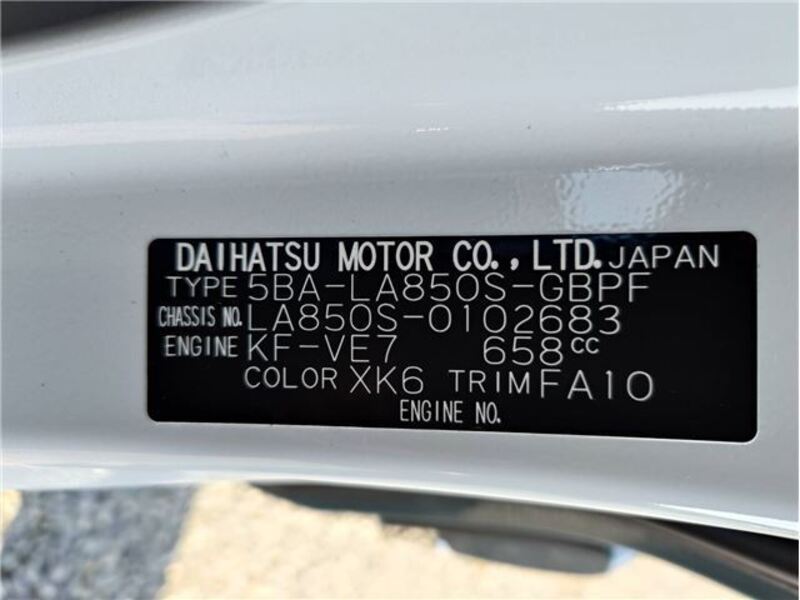 DAIHATSU MOTOR CO., LTD. JAPAN
TYPE 5BA-LA850S-GBPF
CHASSIS NO. LA850S-0102683
ENGINE KF-VE7 658cc
COLOR XK6 TRIM FA10
ENGINE NO.